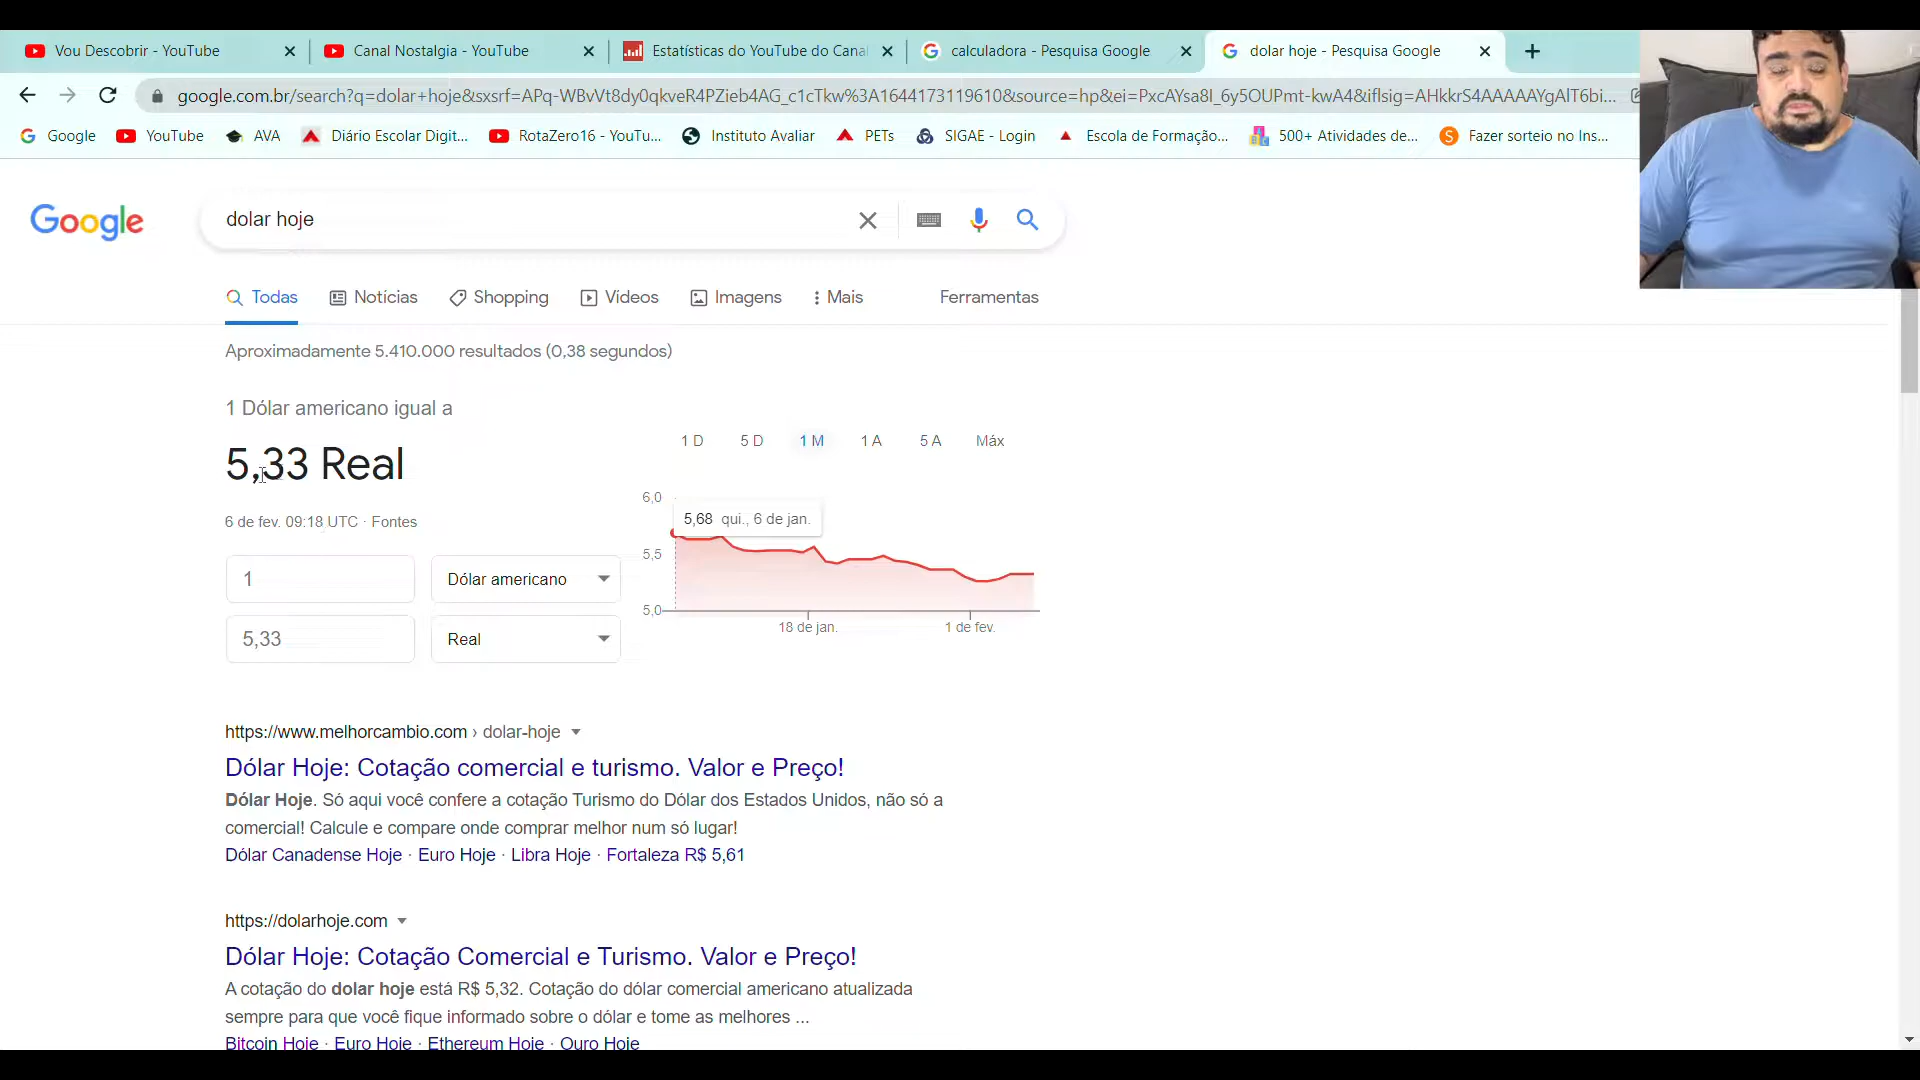 Vou Descobrir - YouTube
Canal Nostalgia - YouTube
Estatísticas do YouTube do Cana
calculadora - Pesquisa Google
dolar hoje - Pesquisa Google
google.com.br/search?q=dolar+hoje&sxsrf=APq-WBvVt8dy0qkveR4PZieb4AG_c1cTkw%3A1644173119610&source=hp&ei=PxcAYsa8I_6y5OUPmt-kwA4&iflsig=AHkkrS4AAAAAYgAlT6bi...
Google
YouTube
AVA
Diário Escolar Digit...
RotaZero16 - YouTu...
Instituto Avaliar
PETs
SIGAE - Login
Escola de Formação...
500+ Atividades de...
Fazer sorteio no Ins...
Google
dolar hoje
Todas
Notícias
Shopping
Vídeos
Imagens
Mais
Ferramentas
Aproximadamente 5.410.000 resultados (0,38 segundos)
1 Dólar americano igual a
5,33 Real
6 de fev. 09:18 UTC · Fontes
1
Dólar americano
5,33
Real
1 D
5 D
1 M
1 A
5 A
Máx
6,0
5,68 qui., 6 de jan.
5,5
5,0
18 de jan.
1 de fev.
https://www.melhorcambio.com › dolar-hoje
Dólar Hoje: Cotação comercial e turismo. Valor e Preço!
Dólar Hoje. Só aqui você confere a cotação Turismo do Dólar dos Estados Unidos, não só a
comercial! Calcule e compare onde comprar melhor num só lugar!
Dólar Canadense Hoje · Euro Hoje · Libra Hoje · Fortaleza R$ 5,61
https://dolarhoje.com
Dólar Hoje: Cotação Comercial e Turismo. Valor e Preço!
A cotação do dolar hoje está R$ 5,32. Cotação do dólar comercial americano atualizada
sempre para que você fique informado sobre o dólar e tome as melhores ...
Bitcoin Hoje · Euro Hoje · Ethereum Hoje · Ouro Hoje